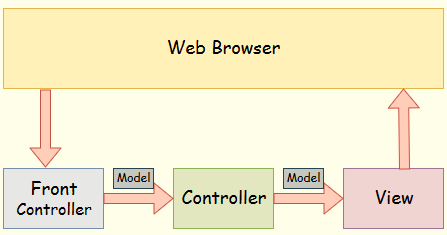 Web Browser
Model
Model
Front
Controller
Controller
View